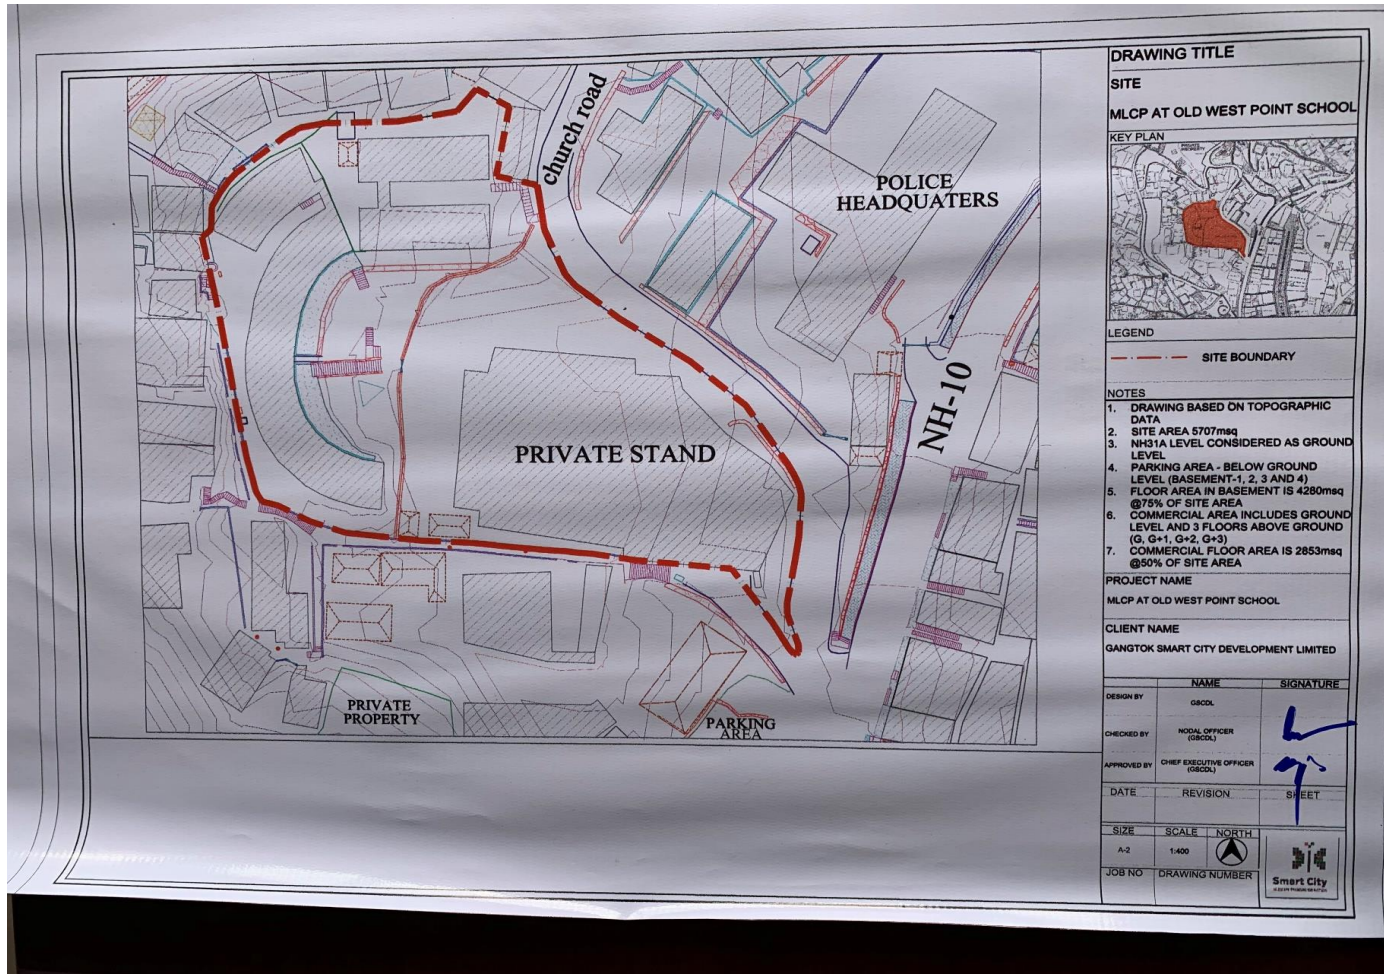 church road
POLICE
HEADQUATERS
NH-10
PRIVATE STAND
PRIVATE
PROPERTY
PARKING
AREA
DRAWING TITLE
SITE
MLCP AT OLD WEST POINT SCHOOL
KEY PLAN
LEGEND
SITE BOUNDARY
NOTES
1. DRAWING BASED ON TOPOGRAPHIC
DATA
2. SITE AREA 5707msq
3. NH31A LEVEL CONSIDERED AS GROUND
LEVEL
4. PARKING AREA - BELOW GROUND
LEVEL (BASEMENT-1, 2, 3 AND 4)
5. FLOOR AREA IN BASEMENT IS 4280msq
@75% OF SITE AREA
6. COMMERCIAL AREA INCLUDES GROUND
LEVEL AND 3 FLOORS ABOVE GROUND
(G, G+1, G+2, G+3)
7. COMMERCIAL FLOOR AREA IS 2853msq
@50% OF SITE AREA
PROJECT NAME
MLCP AT OLD WEST POINT SCHOOL
CLIENT NAME
GANGTOK SMART CITY DEVELOPMENT LIMITED
NAME SIGNATURE
DESIGN BY GSCDL
CHECKED BY NODAL OFFICER
(GSCDL)
APPROVED BY CHIEF EXECUTIVE OFFICER
(GSCDL)
DATE REVISION SHEET
SIZE SCALE NORTH
A-2 1:400
JOB NO DRAWING NUMBER
Smart City